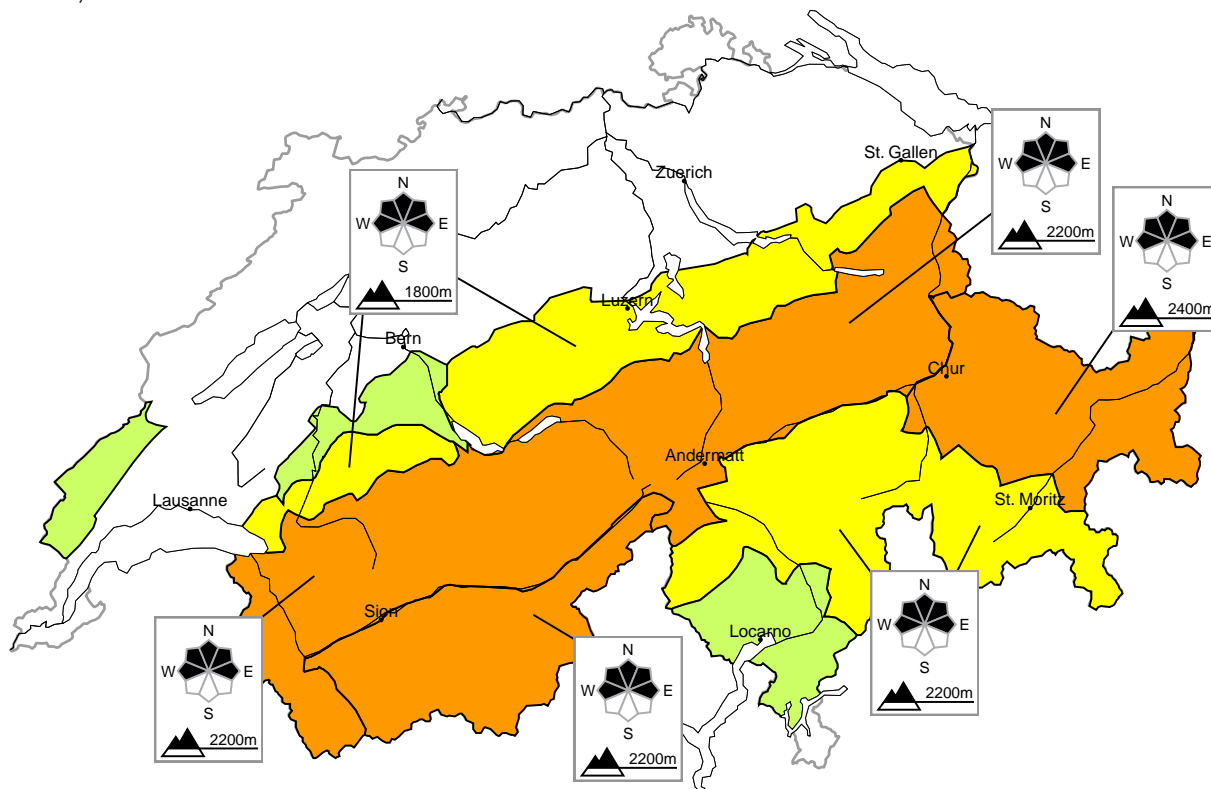 N
W E
S
2200m
St. Gallen
Zuerich
N
W E
S
1800m
N
W E
S
2400m
Luzern
Bern
Chur
Andermatt
Lausanne
St. Moritz
Sion
Locarno
N
W E
S
2200m
N
W E
S
2200m
N
W E
S
2200m